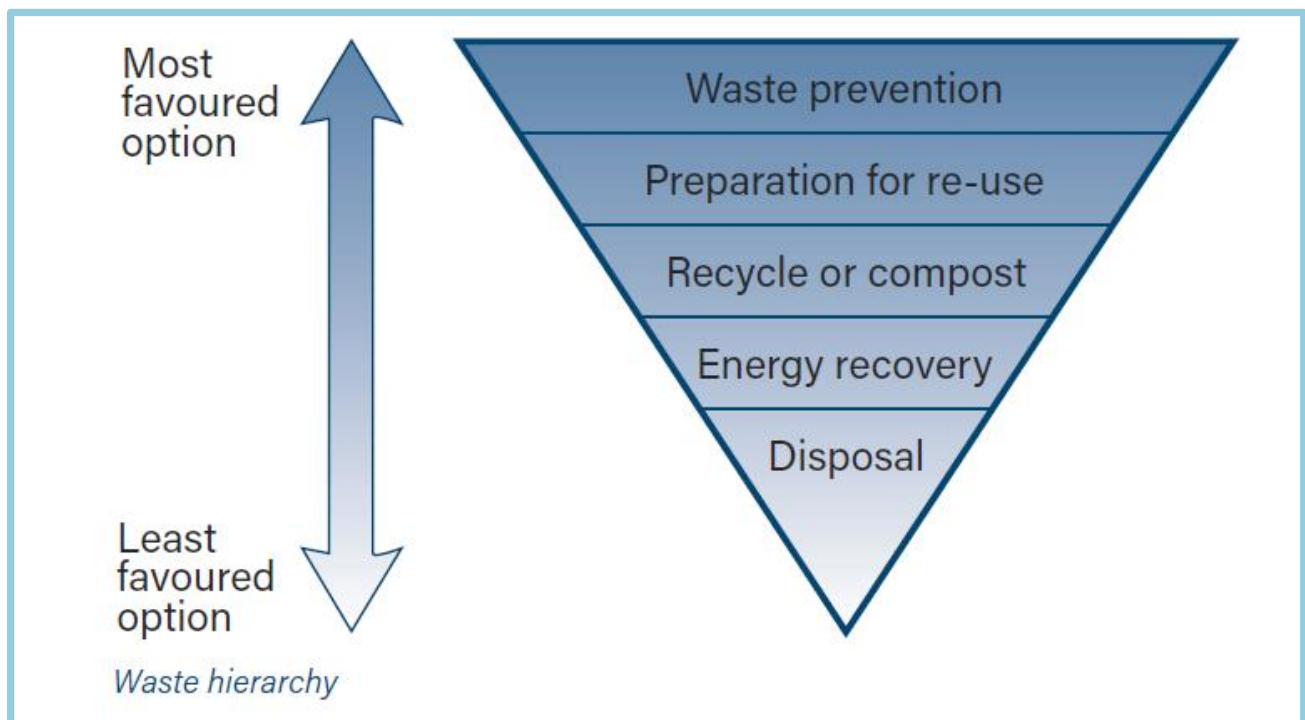 Most
favoured
option
Waste prevention
Preparation for re-use
Recycle or compost
Energy recovery
Disposal
Least
favoured
option
Waste hierarchy